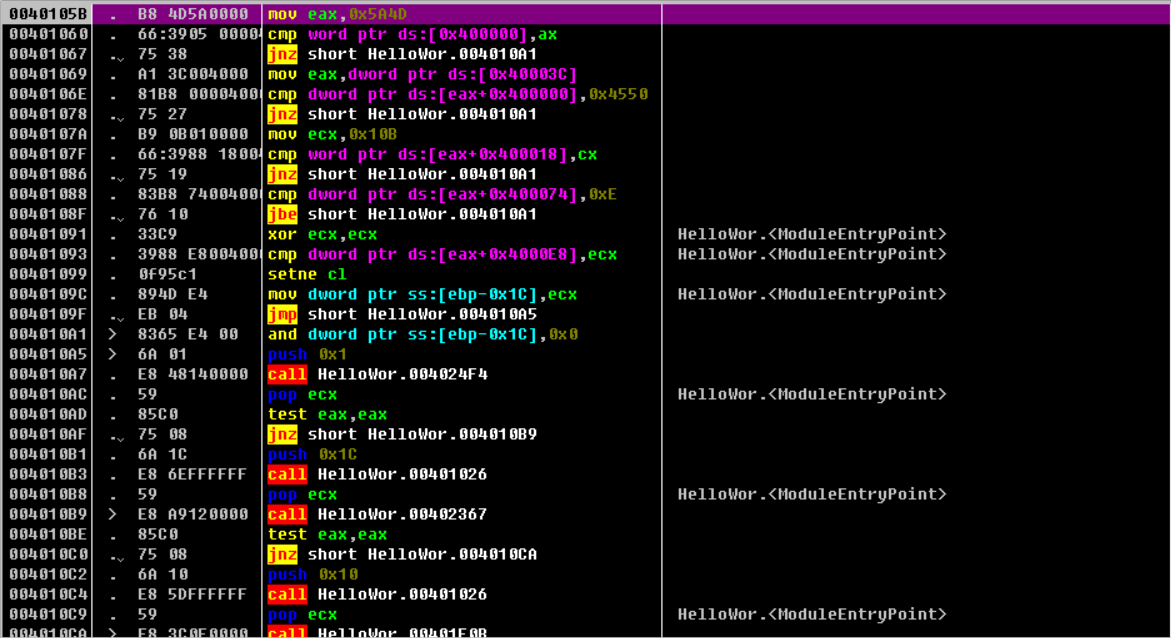 0040105B . B8 4D5A0000 mov eax,0x5A4D
00401060 . 66:3905 00004 cmp word ptr ds:[0x400000],ax
00401067 .ˬ 75 38 jnz short HelloWor.004010A1
00401069 . A1 3C004000 mov eax,dword ptr ds:[0x40003C]
0040106E . 81B8 00004000 cmp dword ptr ds:[eax+0x400000],0x4550
00401078 .ˬ 75 27 jnz short HelloWor.004010A1
0040107A . B9 0B010000 mov ecx,0x10B
0040107F . 66:3988 18004 cmp word ptr ds:[eax+0x400018],cx
00401086 .ˬ 75 19 jnz short HelloWor.004010A1
00401088 . 83B8 74004000 cmp dword ptr ds:[eax+0x400074],0xE
0040108F .ˬ 76 10 jbe short HelloWor.004010A1
00401091 . 33C9 xor ecx,ecx HelloWor.<ModuleEntryPoint>
00401093 . 3988 E8004000 cmp dword ptr ds:[eax+0x4000E8],ecx HelloWor.<ModuleEntryPoint>
00401099 . 0f95c1 setne cl
0040109C . 894D E4 mov dword ptr ss:[ebp-0x1C],ecx HelloWor.<ModuleEntryPoint>
0040109F .ˬ EB 04 jmp short HelloWor.004010A5
004010A1 > 8365 E4 00 and dword ptr ss:[ebp-0x1C],0x0
004010A5 > 6A 01 push 0x1
004010A7 . E8 48140000 call HelloWor.004024F4
004010AC . 59 pop ecx HelloWor.<ModuleEntryPoint>
004010AD . 85C0 test eax,eax
004010AF .ˬ 75 08 jnz short HelloWor.004010B9
004010B1 . 6A 1C push 0x1C
004010B3 . E8 6EFFFFFF call HelloWor.00401026
004010B8 . 59 pop ecx HelloWor.<ModuleEntryPoint>
004010B9 > E8 A9120000 call HelloWor.00402367
004010BE . 85C0 test eax,eax
004010C0 .ˬ 75 08 jnz short HelloWor.004010CA
004010C2 . 6A 10 push 0x10
004010C4 . E8 5DFFFFFF call HelloWor.00401026
004010C9 . 59 pop ecx HelloWor.<ModuleEntryPoint>
004010CA > E8 3C0E0000 call HelloWor.00401F0B